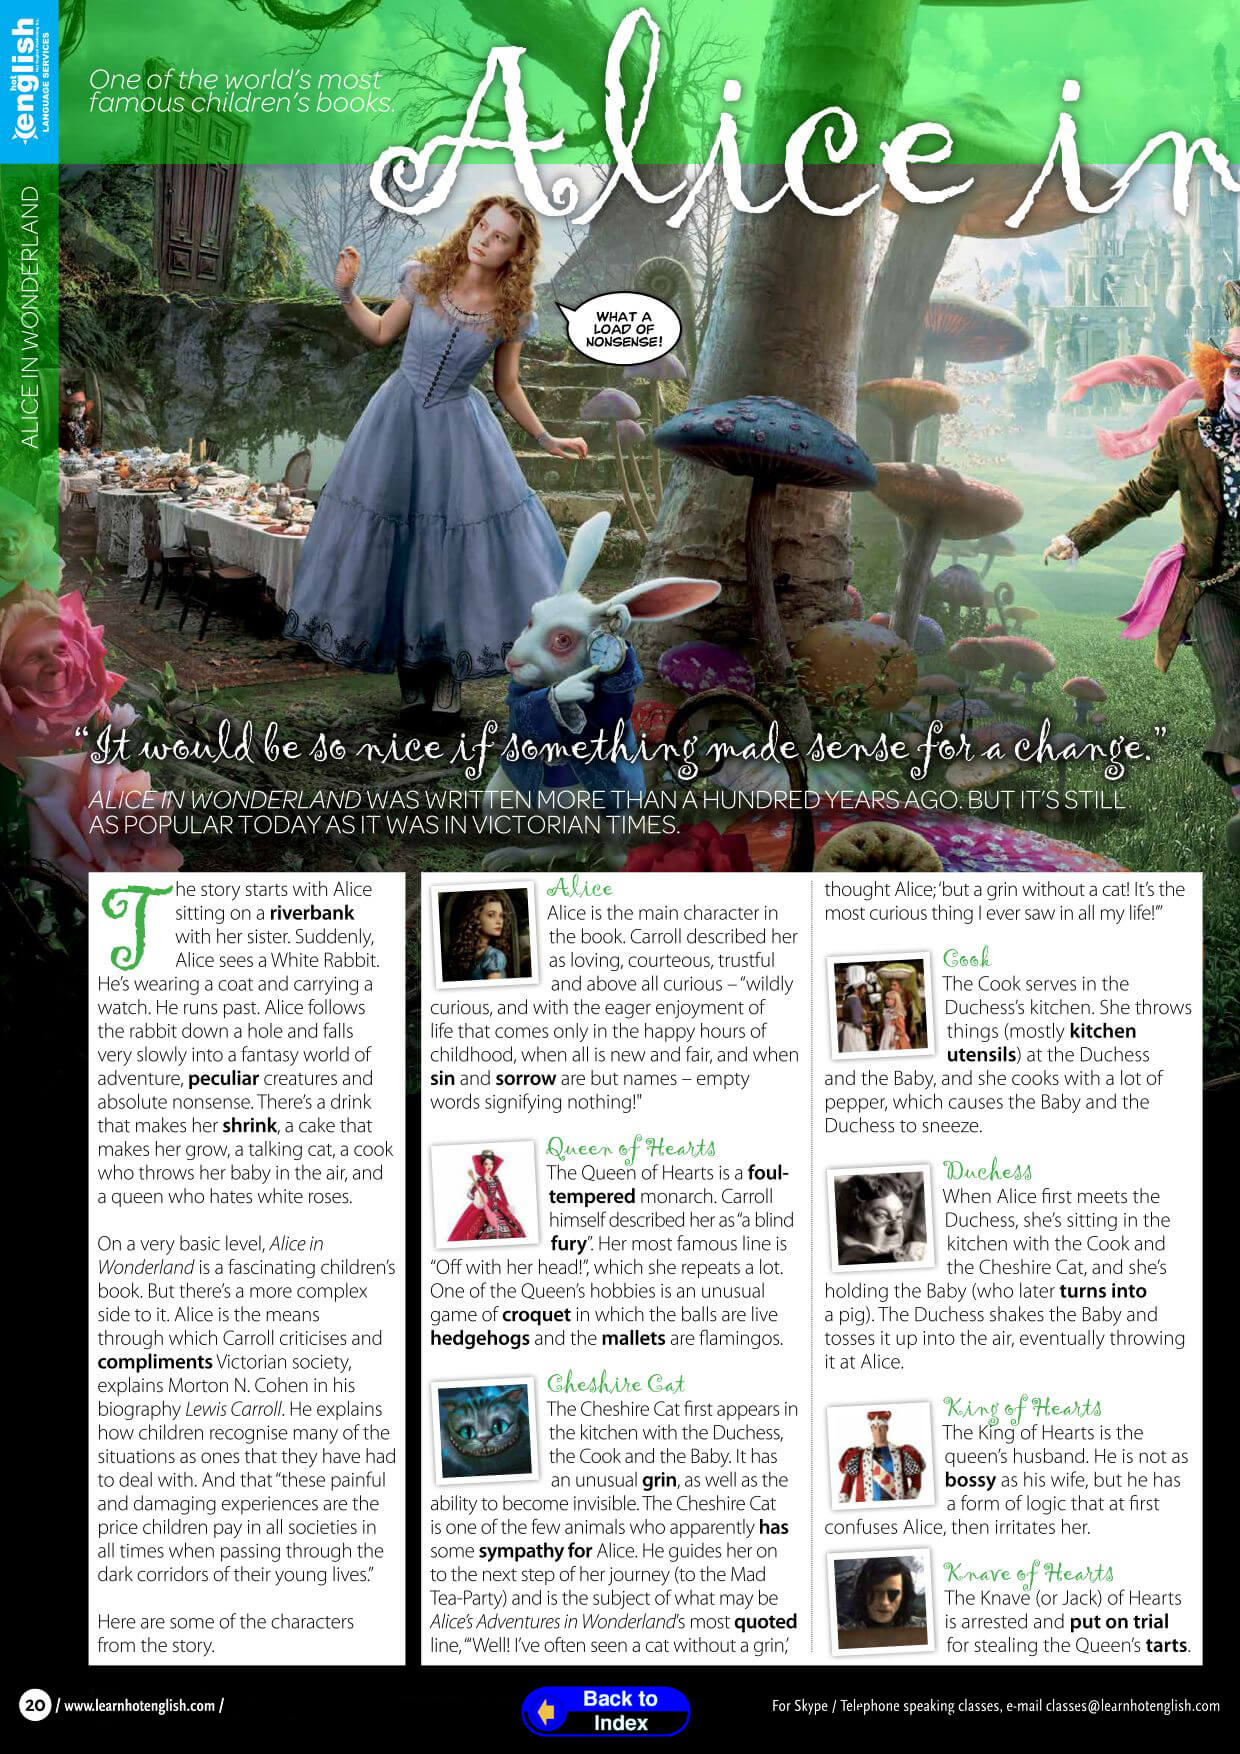 hot
english
LANGUAGE SERVICES
ALICE IN WONDERLAND
One of the world's most
famous children's books.
Alice in
WHAT A
LOAD OF
NONSENSE!
“It would be so nice if something made sense for a change.”
ALICE IN WONDERLAND WAS WRITTEN MORE THAN A HUNDRED YEARS AGO. BUT IT'S STILL
AS POPULAR TODAY AS IT WAS IN VICTORIAN TIMES.
The story starts with Alice
sitting on a riverbank
with her sister. Suddenly,
Alice sees a White Rabbit.
He's wearing a coat and carrying a
watch. He runs past. Alice follows
the rabbit down a hole and falls
very slowly into a fantasy world of
adventure, peculiar creatures and
absolute nonsense. There's a drink
that makes her shrink, a cake that
makes her grow, a talking cat, a cook
who throws her baby in the air, and
a queen who hates white roses.
On a very basic level, Alice in
Wonderland is a fascinating children's
book. But there's a more complex
side to it. Alice is the means
through which Carroll criticises and
compliments Victorian society,
explains Morton N. Cohen in his
biography Lewis Carroll. He explains
how children recognise many of the
situations as ones that they have had
to deal with. And that “these painful
and damaging experiences are the
price children pay in all societies in
all times when passing through the
dark corridors of their young lives.”
Here are some of the characters
from the story.
Alice
Alice is the main character in
the book. Carroll described her
as loving, courteous, trustful
and above all curious – “wildly
curious, and with the eager enjoyment of
life that comes only in the happy hours of
childhood, when all is new and fair, and when
sin and sorrow are but names – empty
words signifying nothing!"
Queen of Hearts
The Queen of Hearts is a foul-
tempered monarch. Carroll
himself described her as “a blind
fury”. Her most famous line is
“Off with her head!”, which she repeats a lot.
One of the Queen's hobbies is an unusual
game of croquet in which the balls are live
hedgehogs and the mallets are flamingos.
Cheshire Cat
The Cheshire Cat first appears in
the kitchen with the Duchess,
the Cook and the Baby. It has
an unusual grin, as well as the
ability to become invisible. The Cheshire Cat
is one of the few animals who apparently has
some sympathy for Alice. He guides her on
to the next step of her journey (to the Mad
Tea-Party) and is the subject of what may be
Alice's Adventures in Wonderland's most quoted
line, “‘Well! I've often seen a cat without a grin,’
thought Alice; ‘but a grin without a cat! It's the
most curious thing I ever saw in all my life!’”
Cook
The Cook serves in the
Duchess's kitchen. She throws
things (mostly kitchen
utensils) at the Duchess
and the Baby, and she cooks with a lot of
pepper, which causes the Baby and the
Duchess to sneeze.
Duchess
When Alice first meets the
Duchess, she's sitting in the
kitchen with the Cook and
the Cheshire Cat, and she's
holding the Baby (who later turns into
a pig). The Duchess shakes the Baby and
tosses it up into the air, eventually throwing
it at Alice.
King of Hearts
The King of Hearts is the
queen's husband. He is not as
bossy as his wife, but he has
a form of logic that at first
confuses Alice, then irritates her.
Knave of Hearts
The Knave (or Jack) of Hearts
is arrested and put on trial
for stealing the Queen's tarts.
20 / www.learnhotenglish.com /
Back to
Index
For Skype / Telephone speaking classes, e-mail classes@learnhotenglish.com